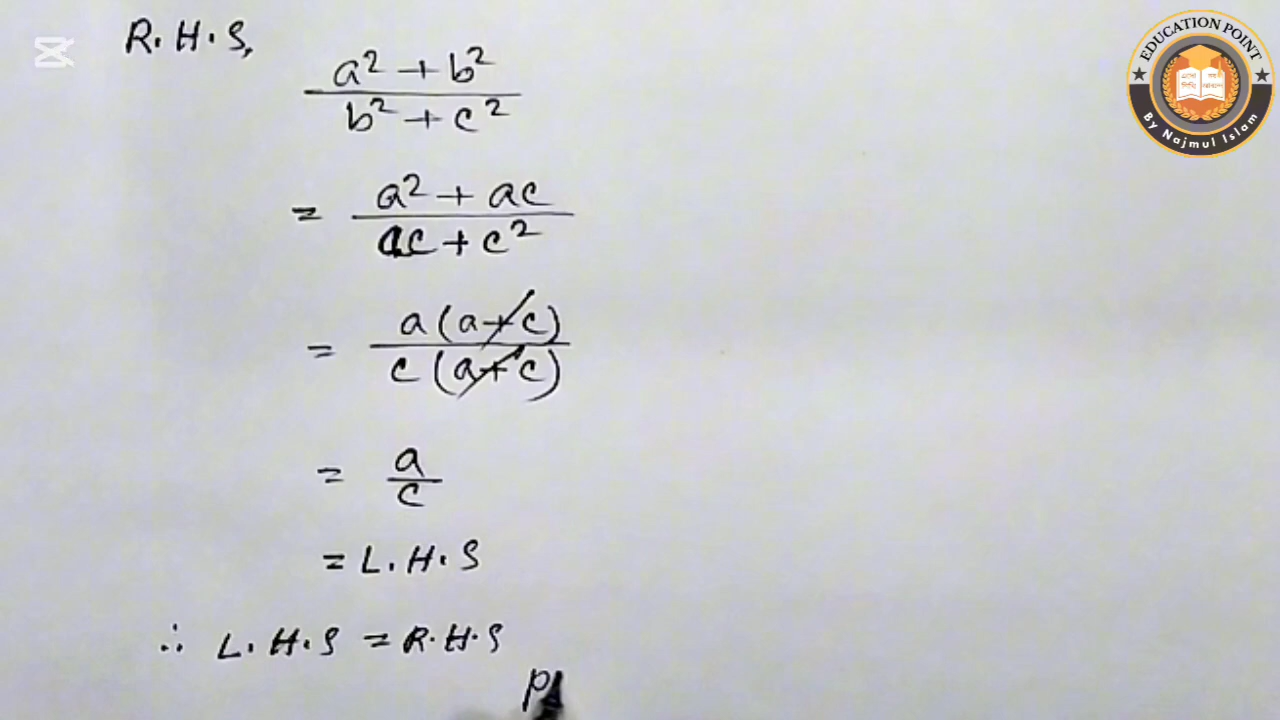 R.H.S,
a² + b²
b² + c²
= a² + ac
ac + c²
= a(a+c)
c(a+c)
= a
c
= L.H.S
∴ L.H.S = R.H.S
P
EDUCATION POINT
By Najmul Islam